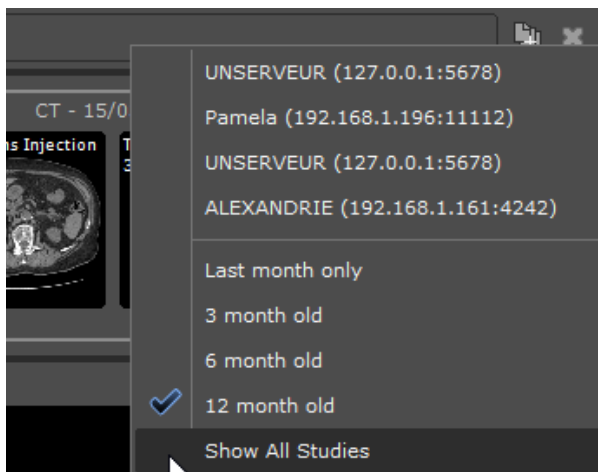 UNSERVEUR (127.0.0.1:5678)
CT - 15/0
Pamela (192.168.1.196:11112)
ns Injection
UNSERVEUR (127.0.0.1:5678)
ALEXANDRIE (192.168.1.161:4242)
Last month only
3 month old
6 month old
12 month old
Show All Studies